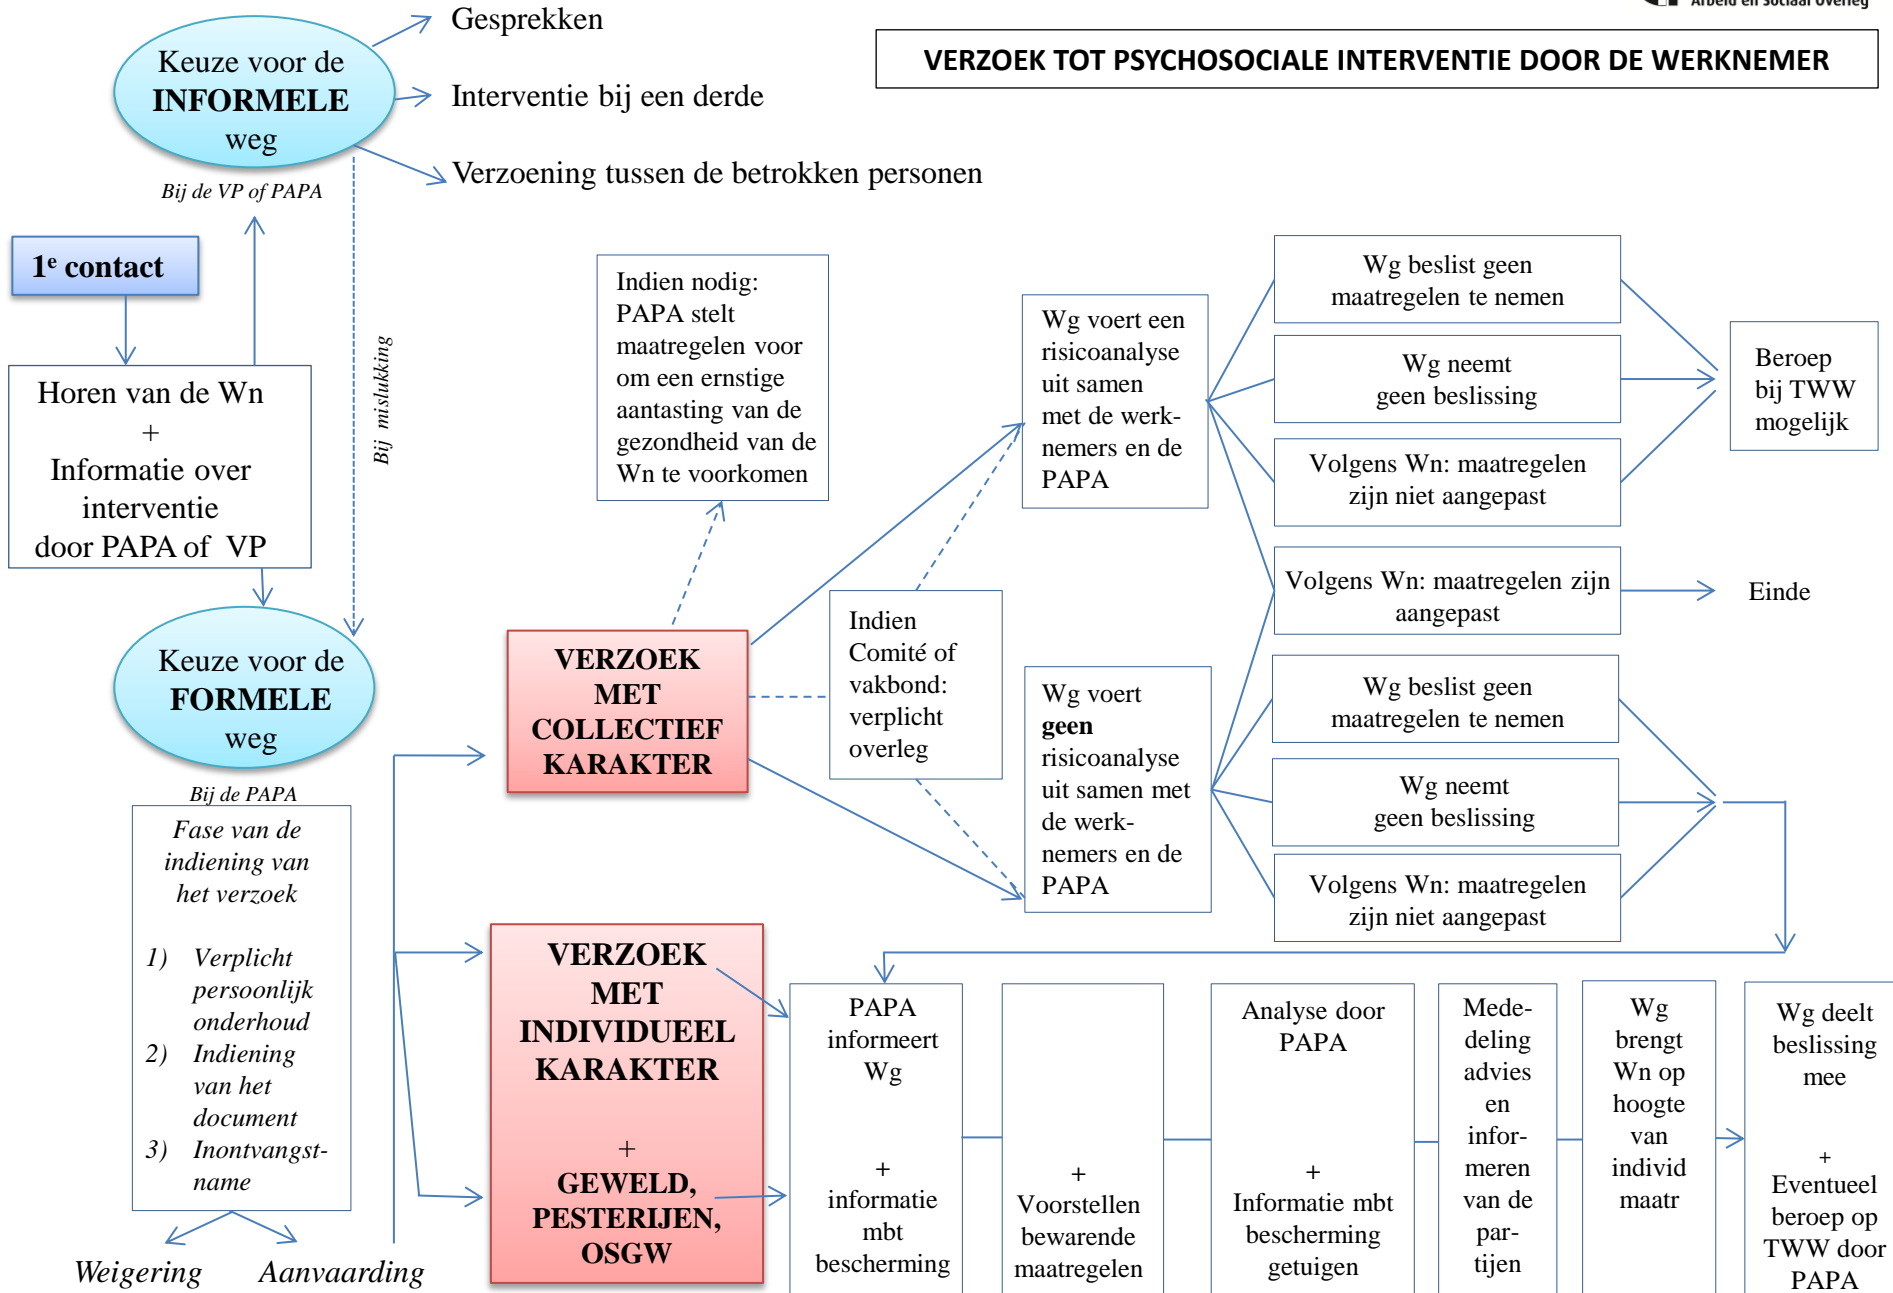 Arbeid en Sociaal Overleg
VERZOEK TOT PSYCHOSOCIALE INTERVENTIE DOOR DE WERKNEMER
Keuze voor de
INFORMELE
weg
Gesprekken
Interventie bij een derde
Verzoening tussen de betrokken personen
Bij de VP of PAPA
1e contact
Horen van de Wn
+
Informatie over
interventie
door PAPA of VP
Bij mislukking
Keuze voor de
FORMELE
weg
Bij de PAPA
Fase van de
indiening van
het verzoek
1) Verplicht
persoonlijk
onderhoud
2) Indiening
van het
document
3) Inontvangst-
name
Weigering
Aanvaarding
Indien nodig:
PAPA stelt
maatregelen voor
om een ernstige
aantasting van de
gezondheid van de
Wn te voorkomen
VERZOEK
MET
COLLECTIEF
KARAKTER
Indien
Comité of
vakbond:
verplicht
overleg
Wg voert een
risicoanalyse
uit samen
met de werk-
nemers en de
PAPA
Wg voert
geen
risicoanalyse
uit samen met
de werk-
nemers en de
PAPA
Wg beslist geen
maatregelen te nemen
Wg neemt
geen beslissing
Volgens Wn: maatregelen
zijn niet aangepast
Beroep
bij TWW
mogelijk
Volgens Wn: maatregelen zijn
aangepast
Einde
Wg beslist geen
maatregelen te nemen
Wg neemt
geen beslissing
Volgens Wn: maatregelen
zijn niet aangepast
VERZOEK
MET
INDIVIDUEEL
KARAKTER
+
GEWELD,
PESTERIJEN,
OSGW
PAPA
informeert
Wg
+
informatie
mbt
bescherming
+
Voorstellen
bewarende
maatregelen
Analyse door
PAPA
+
Informatie mbt
bescherming
getuigen
Mede-
deling
advies
en
infor-
meren
van de
par-
tijen
Wg
brengt
Wn op
hoogte
van
individ
maatr
Wg deelt
beslissing
mee
+
Eventueel
beroep op
TWW door
PAPA